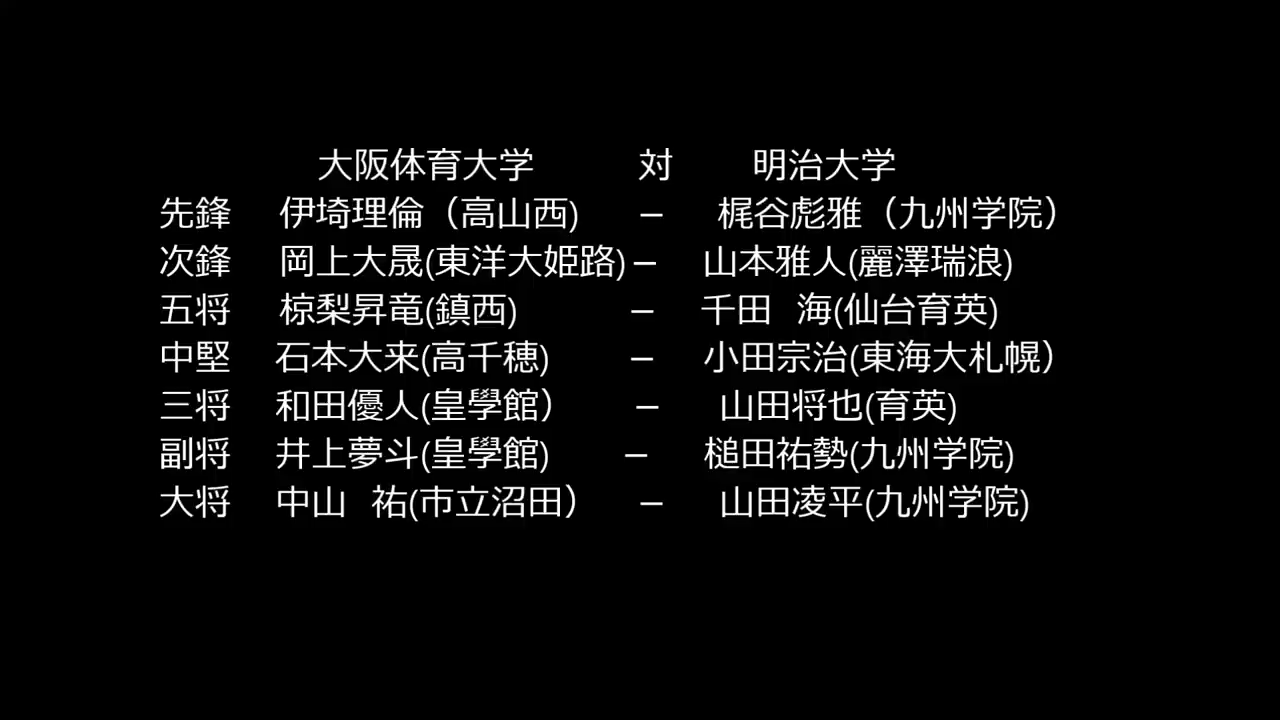 大阪体育大学 対 明治大学
先鋒 伊埼理倫（高山西) – 梶谷彪雅（九州学院）
次鋒 岡上大晟(東洋大姫路) – 山本雅人(麗澤瑞浪)
五将 椋梨昇竜(鎮西) – 千田 海(仙台育英)
中堅 石本大来(高千穂) – 小田宗治(東海大札幌）
三将 和田優人(皇學館） – 山田将也(育英)
副将 井上夢斗(皇學館) – 槌田祐勢(九州学院)
大将 中山 祐(市立沼田） – 山田凌平(九州学院)